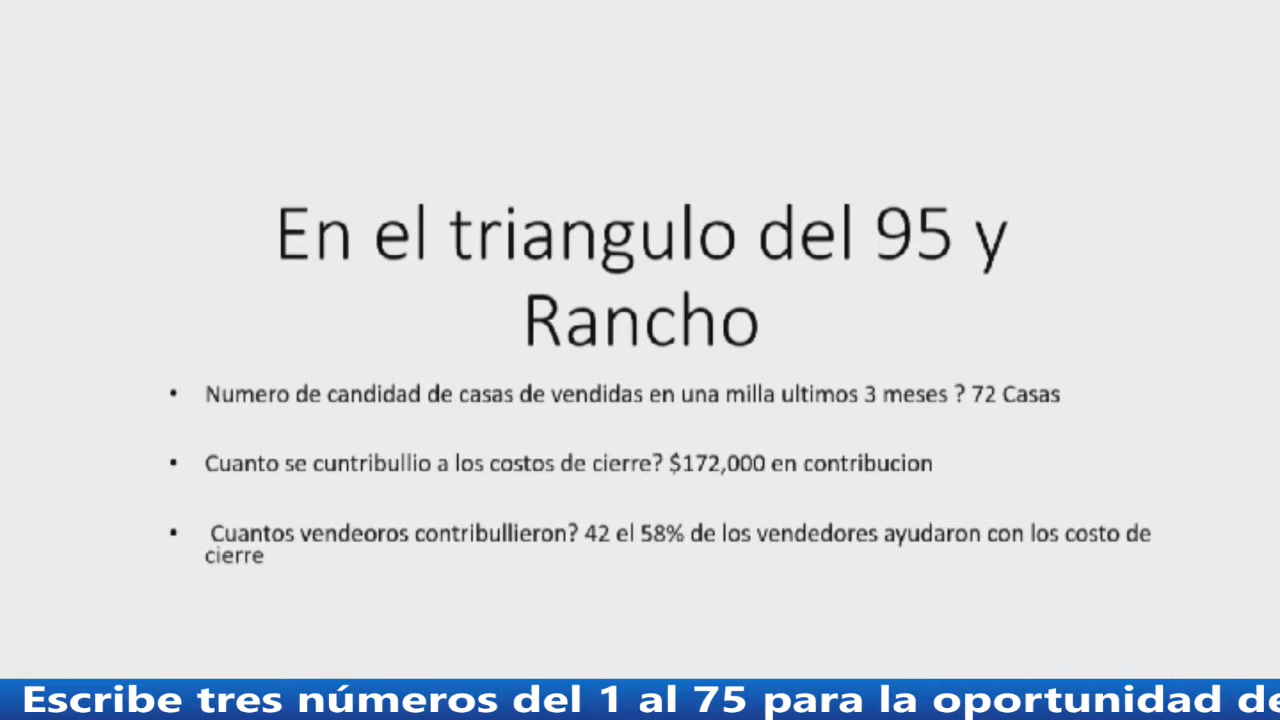 En el triangulo del 95 y
Rancho
• Numero de candidad de casas de vendidas en una milla ultimos 3 meses ? 72 Casas
• Cuanto se cuntribullio a los costos de cierre? $172,000 en contribucion
• Cuantos vendeoros contribullieron? 42 el 58% de los vendedores ayudaron con los costo de
cierre
Escribe tres números del 1 al 75 para la oportunidad de